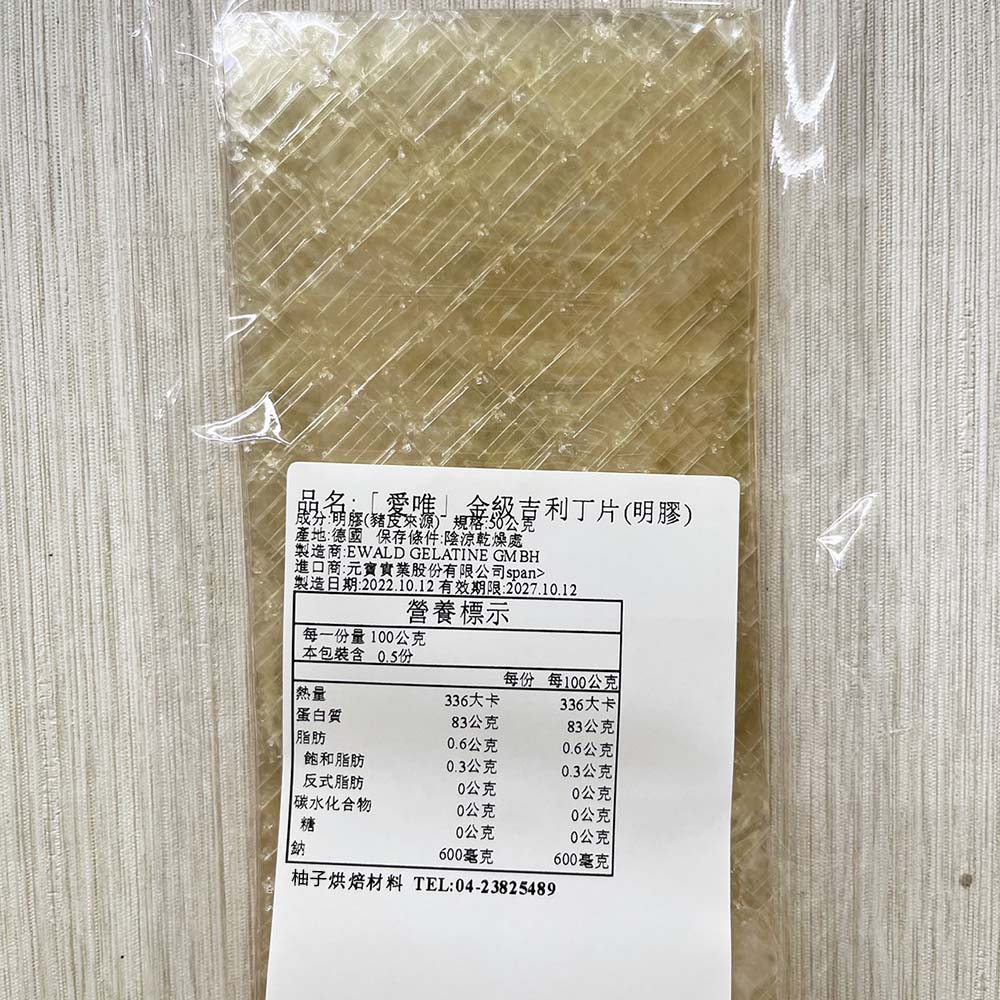 品名:「愛唯」金級吉利丁片(明膠)
成分:明膠(豬皮來源) 規格:50公克
產地:德國 保存條件:陰涼乾燥處
製造商:EWALD GELATINE GMBH
進口商:元寶實業股份有限公司span>
製造日期:2022.10.12 有效期限:2027.10.12
營養標示
每一份量 100公克
本包裝含 0.5份
每份 每100公克
熱量 336大卡 336大卡
蛋白質 83公克 83公克
脂肪 0.6公克 0.6公克
飽和脂肪 0.3公克 0.3公克
反式脂肪 0公克 0公克
碳水化合物 0公克 0公克
糖 0公克 0公克
鈉 600毫克 600毫克
柚子烘焙材料 TEL:04-23825489